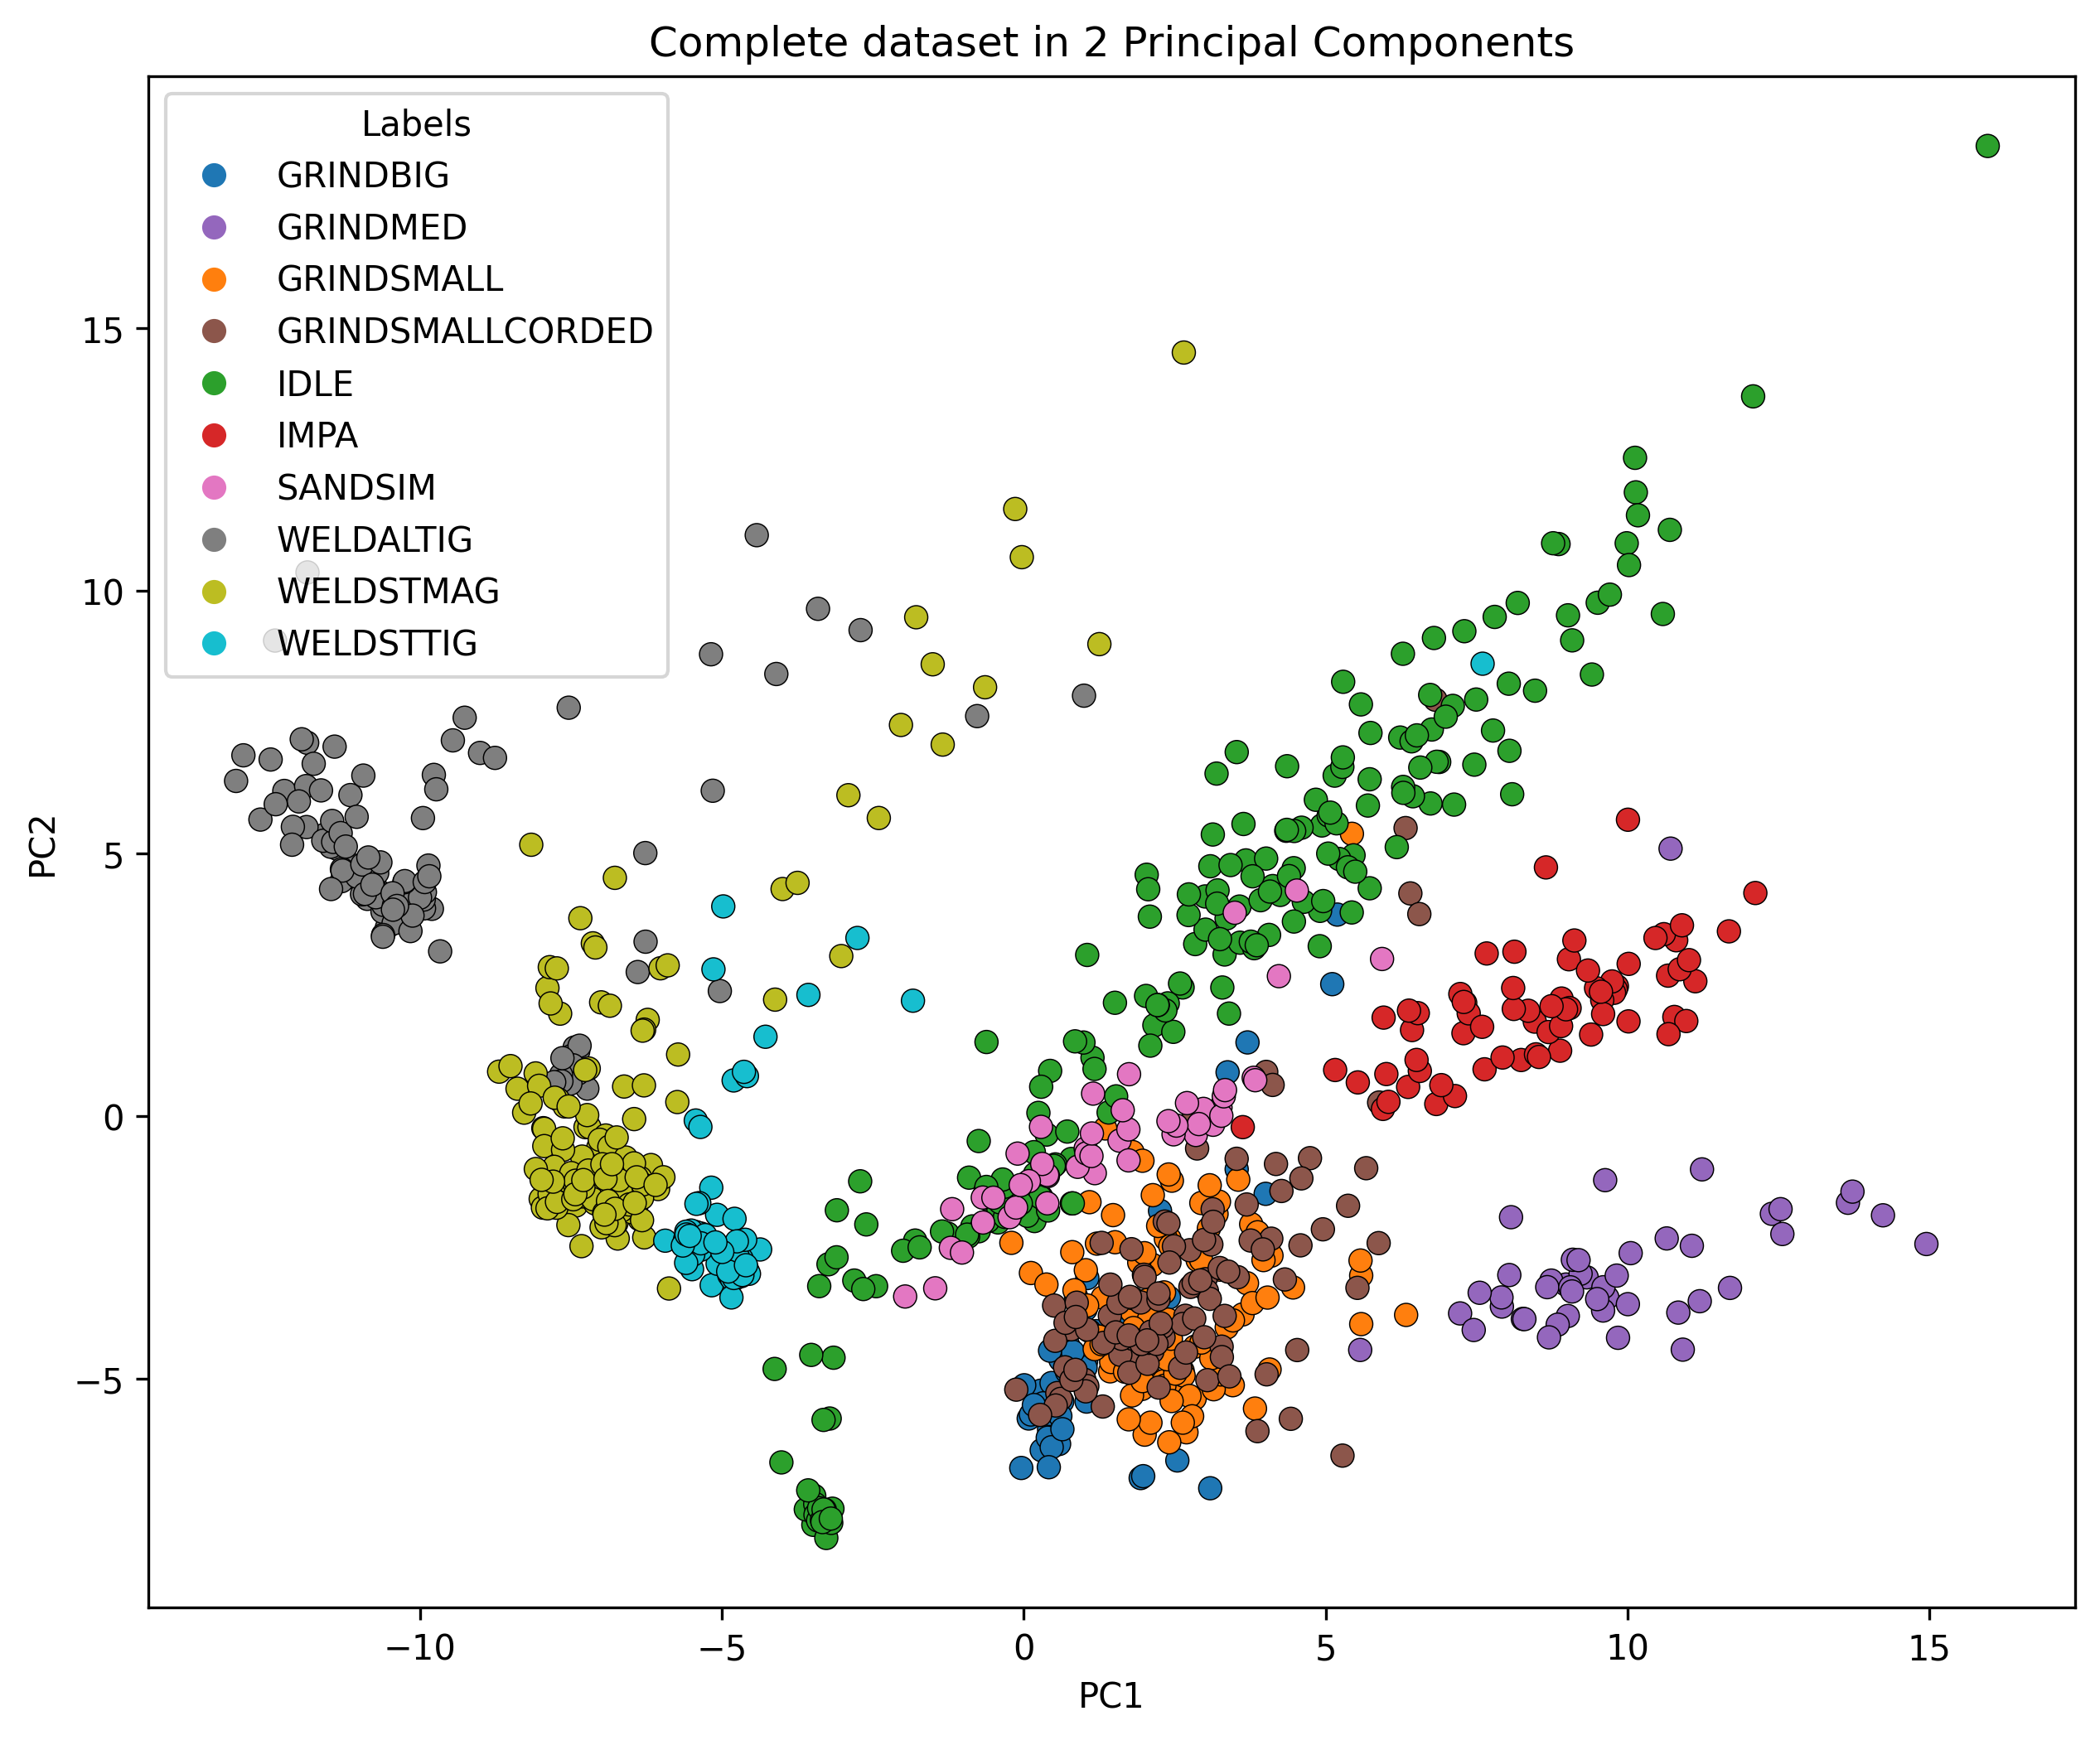 Complete dataset in 2 Principal Components
Labels
GRINDBIG
GRINDMED
GRINDSMALL
GRINDSMALLCORDED
IDLE
IMPA
SANDSIM
WELDALTIG
WELDSTMAG
WELDSTTIG
15
10
5
0
−5
PC2
−10
−5
0
5
10
15
PC1